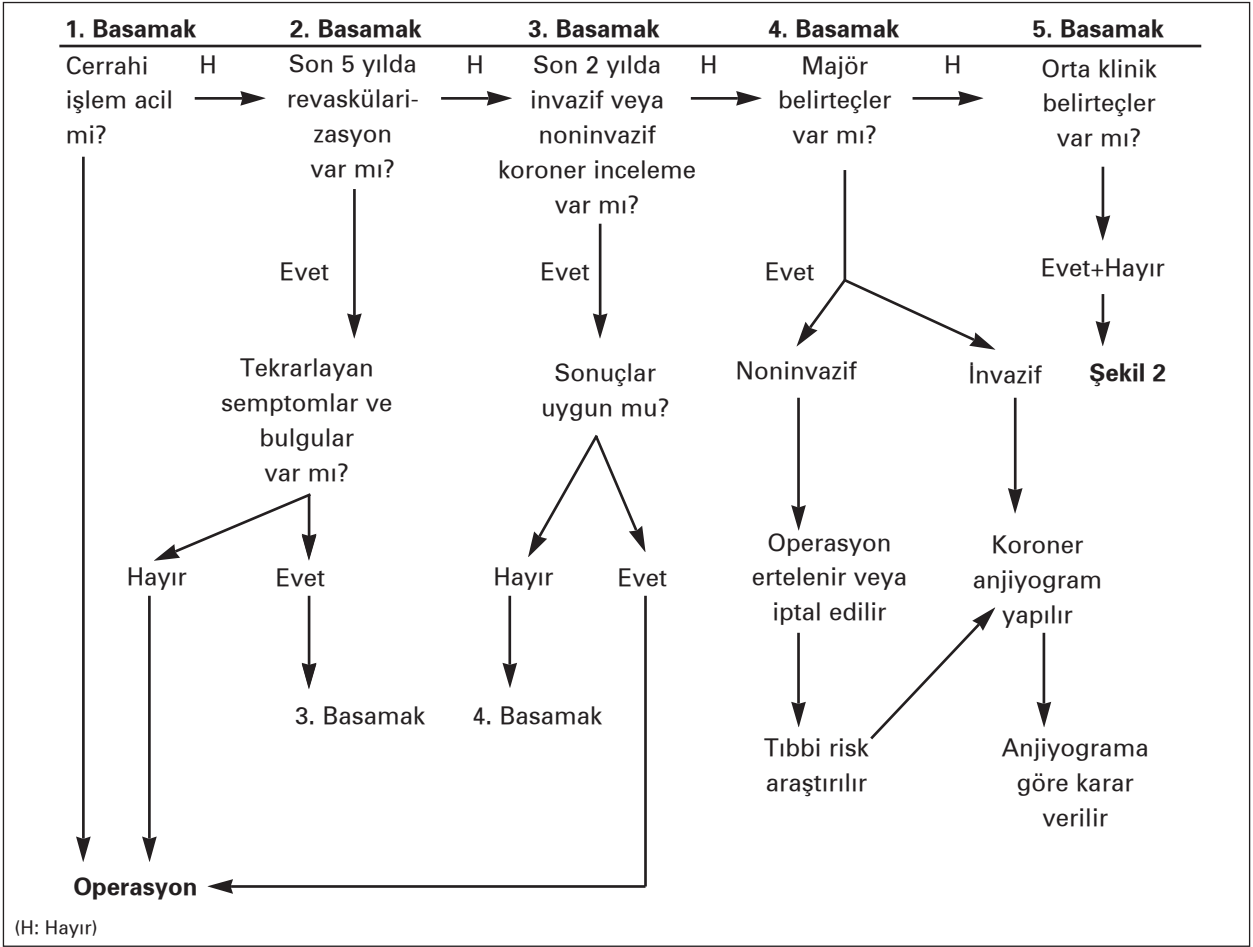 1. Basamak
2. Basamak
3. Basamak
4. Basamak
5. Basamak
Cerrahi
işlem acil
mi?
H
Son 5 yılda
revaskülari-
zasyon
var mı?
H
Son 2 yılda
invazif veya
noninvazif
koroner inceleme
var mı?
H
Majör
belirteçler
var mı?
H
Orta klinik
belirteçler
var mı?
Evet
Evet
Evet
Evet+Hayır
Tekrarlayan
semptomlar ve
bulgular
var mı?
Sonuçlar
uygun mu?
Noninvazif
İnvazif
Şekil 2
Hayır
Evet
Hayır
Evet
Operasyon
ertelenir veya
iptal edilir
Koroner
anjiyogram
yapılır
3. Basamak
4. Basamak
Tıbbi risk
araştırılır
Anjiyograma
göre karar
verilir
Operasyon
(H: Hayır)